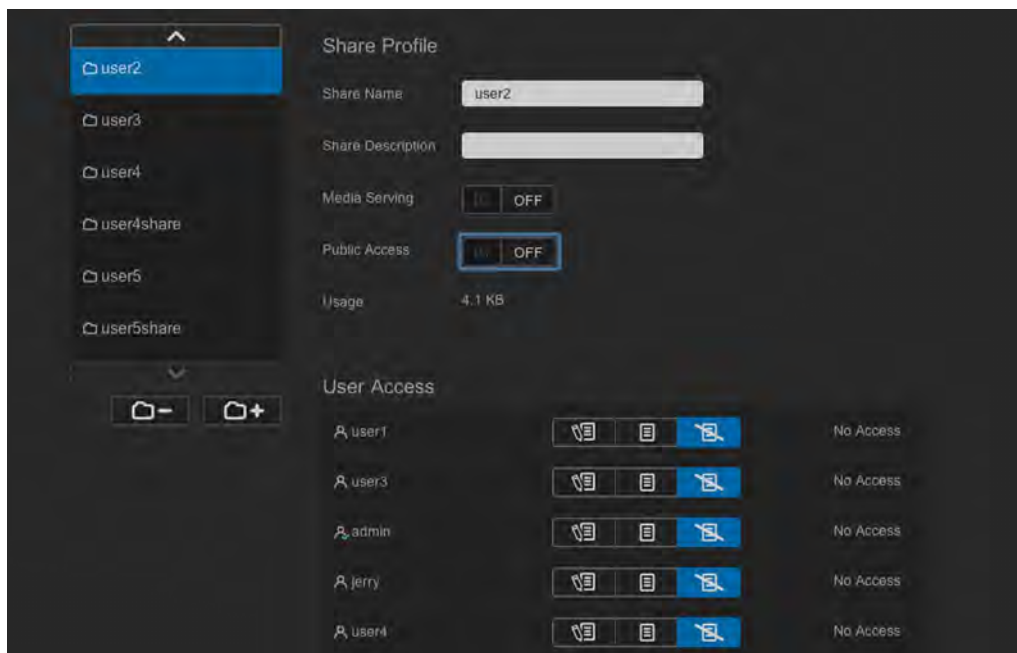 user2
user3
user4
user4share
user5
user5share
Share Profile
Share Name user2
Share Description
Media Serving OFF
Public Access OFF
Usage 4.1 KB
User Access
user1 No Access
user3 No Access
admin No Access
jerry No Access
user4 No Access